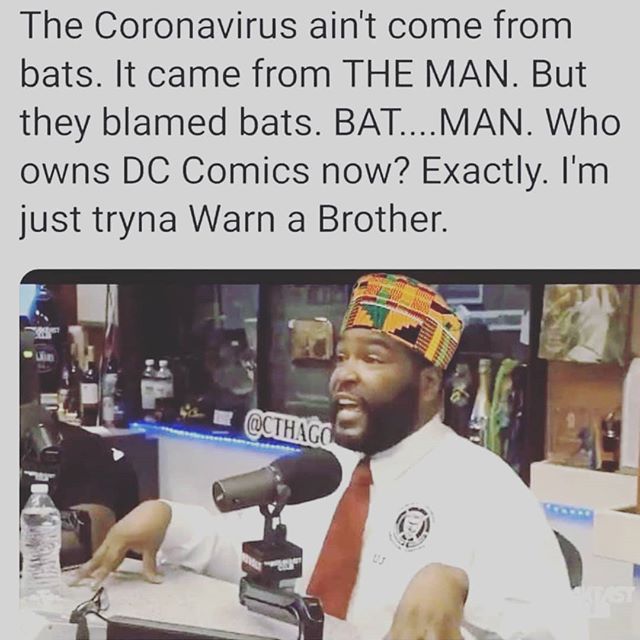 The Coronavirus ain't come from
bats. It came from THE MAN. But
they blamed bats. BAT....MAN. Who
owns DC Comics now? Exactly. I'm
just tryna Warn a Brother.
@CTHAGO